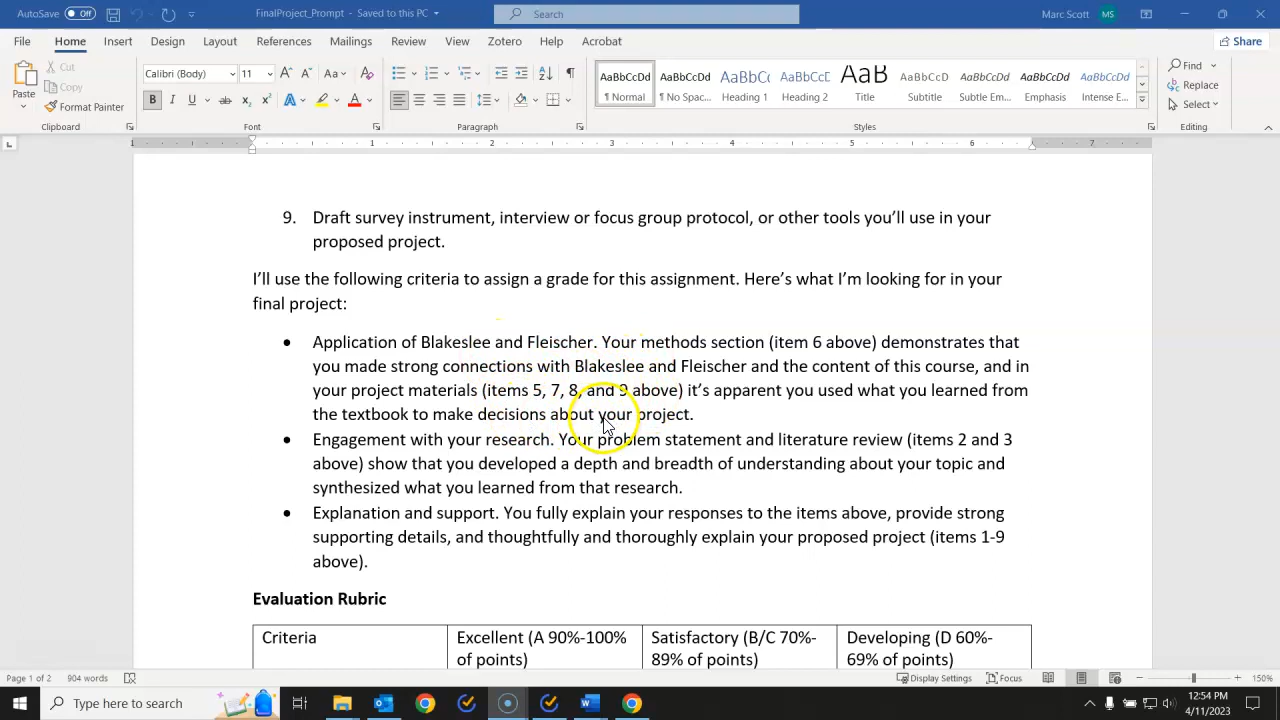 AutoSave Off FinalProject_Prompt - Saved to this PC Search Marc Scott MS
File Home Insert Design Layout References Mailings Review View Zotero Help Acrobat Share
Paste Cut Copy Format Painter
Calibri (Body) 11
AaBbCcDd AaBbCcDd AaBbCc AaBbCcD AaB AaBbCcD AaBbCcDd AaBbCcDd AaBbCcDd
¶ Normal ¶ No Spac... Heading 1 Heading 2 Title Subtitle Subtle Em... Emphasis Intense E...
Find Replace Select
Clipboard Font Paragraph Styles Editing
1 1 2 3 4 5 6 7
9. Draft survey instrument, interview or focus group protocol, or other tools you'll use in your
proposed project.
I'll use the following criteria to assign a grade for this assignment. Here's what I'm looking for in your
final project:
• Application of Blakeslee and Fleischer. Your methods section (item 6 above) demonstrates that
you made strong connections with Blakeslee and Fleischer and the content of this course, and in
your project materials (items 5, 7, 8, and 9 above) it's apparent you used what you learned from
the textbook to make decisions about your project.
• Engagement with your research. Your problem statement and literature review (items 2 and 3
above) show that you developed a depth and breadth of understanding about your topic and
synthesized what you learned from that research.
• Explanation and support. You fully explain your responses to the items above, provide strong
supporting details, and thoughtfully and thoroughly explain your proposed project (items 1-9
above).
Evaluation Rubric
Criteria Excellent (A 90%-100% Satisfactory (B/C 70%- Developing (D 60%-
of points) 89% of points) 69% of points)
Page 1 of 2 904 words Display Settings Focus 150%
Type here to search 12:54 PM
4/11/2023